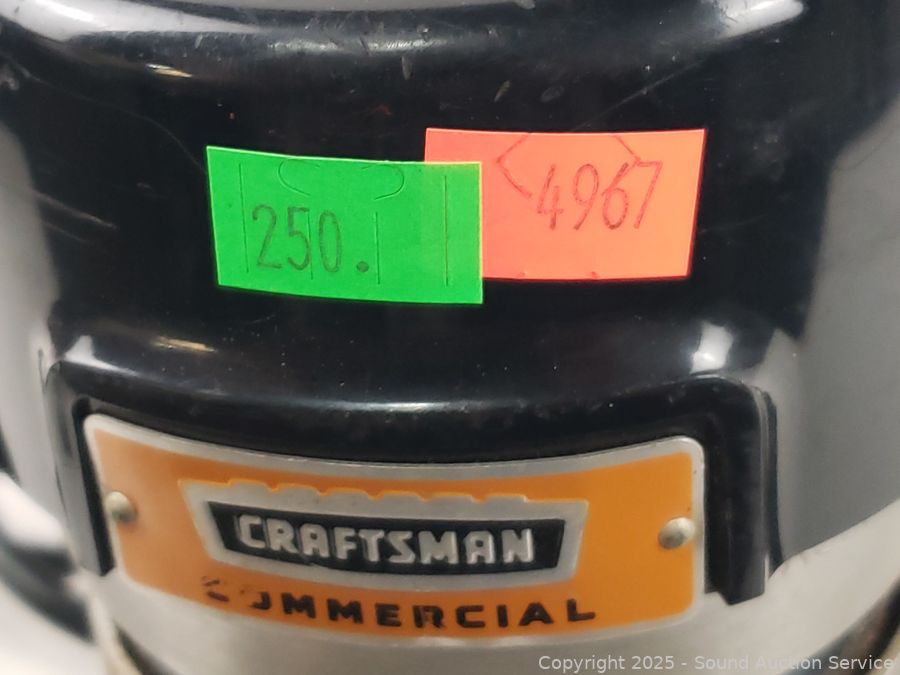 250.
4967
CRAFTSMAN
COMMERCIAL
Copyright 2025 - Sound Auction Service